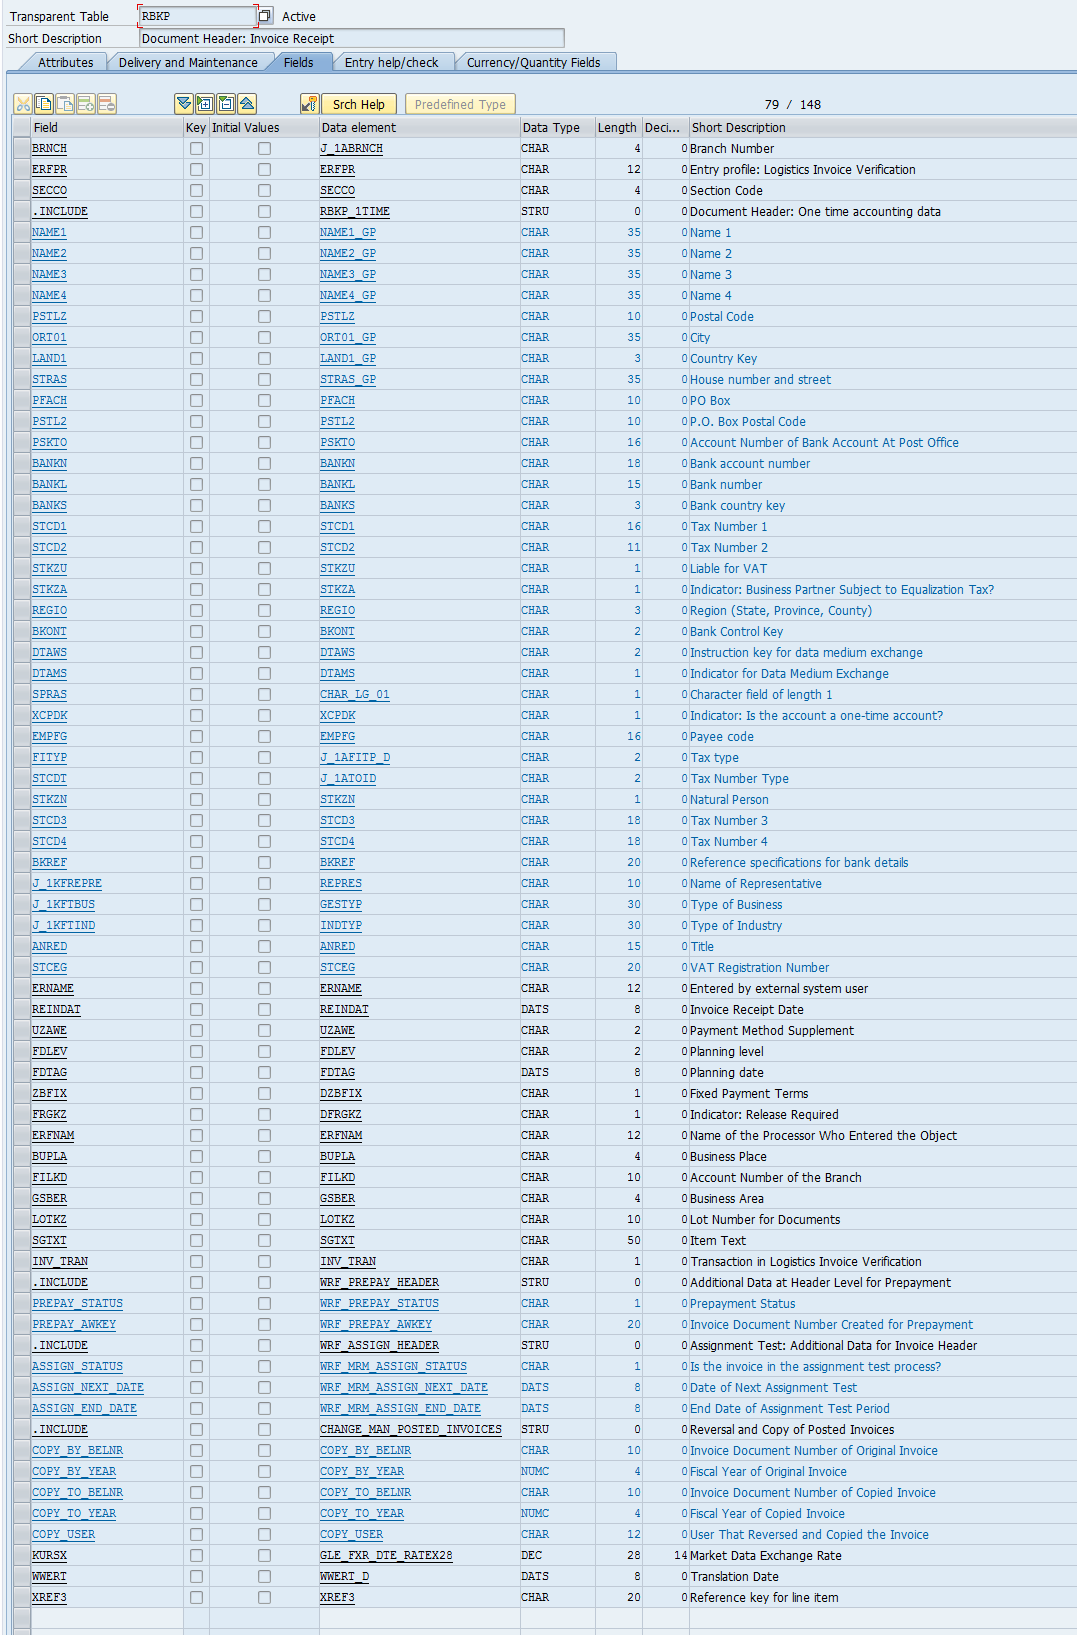 Transparent Table RBKP Active
Short Description Document Header: Invoice Receipt
Attributes Delivery and Maintenance Fields Entry help/check Currency/Quantity Fields
Srch Help Predefined Type 79 / 148
Field Key Initial Values Data element Data Type Length Deci... Short Description
BRNCH J_1ABRNCH CHAR 4 0 Branch Number
ERFPR ERFPR CHAR 12 0 Entry profile: Logistics Invoice Verification
SECCO SECCO CHAR 4 0 Section Code
.INCLUDE RBKP_1TIME STRU 0 0 Document Header: One time accounting data
NAME1 NAME1_GP CHAR 35 0 Name 1
NAME2 NAME2_GP CHAR 35 0 Name 2
NAME3 NAME3_GP CHAR 35 0 Name 3
NAME4 NAME4_GP CHAR 35 0 Name 4
PSTLZ PSTLZ CHAR 10 0 Postal Code
ORT01 ORT01_GP CHAR 35 0 City
LAND1 LAND1_GP CHAR 3 0 Country Key
STRAS STRAS_GP CHAR 35 0 House number and street
PFACH PFACH CHAR 10 0 PO Box
PSTL2 PSTL2 CHAR 10 0 P.O. Box Postal Code
PSKTO PSKTO CHAR 16 0 Account Number of Bank Account At Post Office
BANKN BANKN CHAR 18 0 Bank account number
BANKL BANKL CHAR 15 0 Bank number
BANKS BANKS CHAR 3 0 Bank country key
STCD1 STCD1 CHAR 16 0 Tax Number 1
STCD2 STCD2 CHAR 11 0 Tax Number 2
STKZU STKZU CHAR 1 0 Liable for VAT
STKZA STKZA CHAR 1 0 Indicator: Business Partner Subject to Equalization Tax?
REGIO REGIO CHAR 3 0 Region (State, Province, County)
BKONT BKONT CHAR 2 0 Bank Control Key
DTAWS DTAWS CHAR 2 0 Instruction key for data medium exchange
DTAMS DTAMS CHAR 1 0 Indicator for Data Medium Exchange
SPRAS CHAR_LG_01 CHAR 1 0 Character field of length 1
XCPDK XCPDK CHAR 1 0 Indicator: Is the account a one-time account?
EMPFG EMPFG CHAR 16 0 Payee code
FITYP J_1AFITP_D CHAR 2 0 Tax type
STCDT J_1ATOID CHAR 2 0 Tax Number Type
STKZN STKZN CHAR 1 0 Natural Person
STCD3 STCD3 CHAR 18 0 Tax Number 3
STCD4 STCD4 CHAR 18 0 Tax Number 4
BKREF BKREF CHAR 20 0 Reference specifications for bank details
J_1KFREPRE REPRES CHAR 10 0 Name of Representative
J_1KFTBUS GESTYP CHAR 30 0 Type of Business
J_1KFTIND INDTYP CHAR 30 0 Type of Industry
ANRED ANRED CHAR 15 0 Title
STCEG STCEG CHAR 20 0 VAT Registration Number
ERNAME ERNAME CHAR 12 0 Entered by external system user
REINDAT REINDAT DATS 8 0 Invoice Receipt Date
UZAWE UZAWE CHAR 2 0 Payment Method Supplement
FDLEV FDLEV CHAR 2 0 Planning level
FDTAG FDTAG DATS 8 0 Planning date
ZBFIX DZBFIX CHAR 1 0 Fixed Payment Terms
FRGKZ DFRGKZ CHAR 1 0 Indicator: Release Required
ERFNAM ERFNAM CHAR 12 0 Name of the Processor Who Entered the Object
BUPLA BUPLA CHAR 4 0 Business Place
FILKD FILKD CHAR 10 0 Account Number of the Branch
GSBER GSBER CHAR 4 0 Business Area
LOTKZ LOTKZ CHAR 10 0 Lot Number for Documents
SGTXT SGTXT CHAR 50 0 Item Text
INV_TRAN INV_TRAN CHAR 1 0 Transaction in Logistics Invoice Verification
.INCLUDE WRF_PREPAY_HEADER STRU 0 0 Additional Data at Header Level for Prepayment
PREPAY_STATUS WRF_PREPAY_STATUS CHAR 1 0 Prepayment Status
PREPAY_AWKEY WRF_PREPAY_AWKEY CHAR 20 0 Invoice Document Number Created for Prepayment
.INCLUDE WRF_ASSIGN_HEADER STRU 0 0 Assignment Test: Additional Data for Invoice Header
ASSIGN_STATUS WRF_MRM_ASSIGN_STATUS CHAR 1 0 Is the invoice in the assignment test process?
ASSIGN_NEXT_DATE WRF_MRM_ASSIGN_NEXT_DATE DATS 8 0 Date of Next Assignment Test
ASSIGN_END_DATE WRF_MRM_ASSIGN_END_DATE DATS 8 0 End Date of Assignment Test Period
.INCLUDE CHANGE_MAN_POSTED_INVOICES STRU 0 0 Reversal and Copy of Posted Invoices
COPY_BY_BELNR COPY_BY_BELNR CHAR 10 0 Invoice Document Number of Original Invoice
COPY_BY_YEAR COPY_BY_YEAR NUMC 4 0 Fiscal Year of Original Invoice
COPY_TO_BELNR COPY_TO_BELNR CHAR 10 0 Invoice Document Number of Copied Invoice
COPY_TO_YEAR COPY_TO_YEAR NUMC 4 0 Fiscal Year of Copied Invoice
COPY_USER COPY_USER CHAR 12 0 User That Reversed and Copied the Invoice
KURSX GLE_FXR_DTE_RATEX28 DEC 28 14 Market Data Exchange Rate
WWERT WWERT_D DATS 8 0 Translation Date
XREF3 XREF3 CHAR 20 0 Reference key for line item